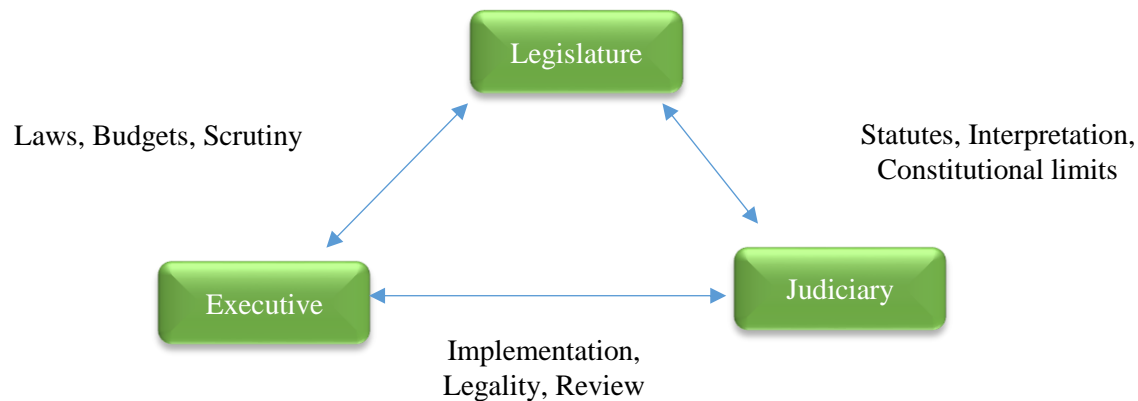 Legislature
Laws, Budgets, Scrutiny
Statutes, Interpretation,
Constitutional limits
Executive
Judiciary
Implementation,
Legality, Review